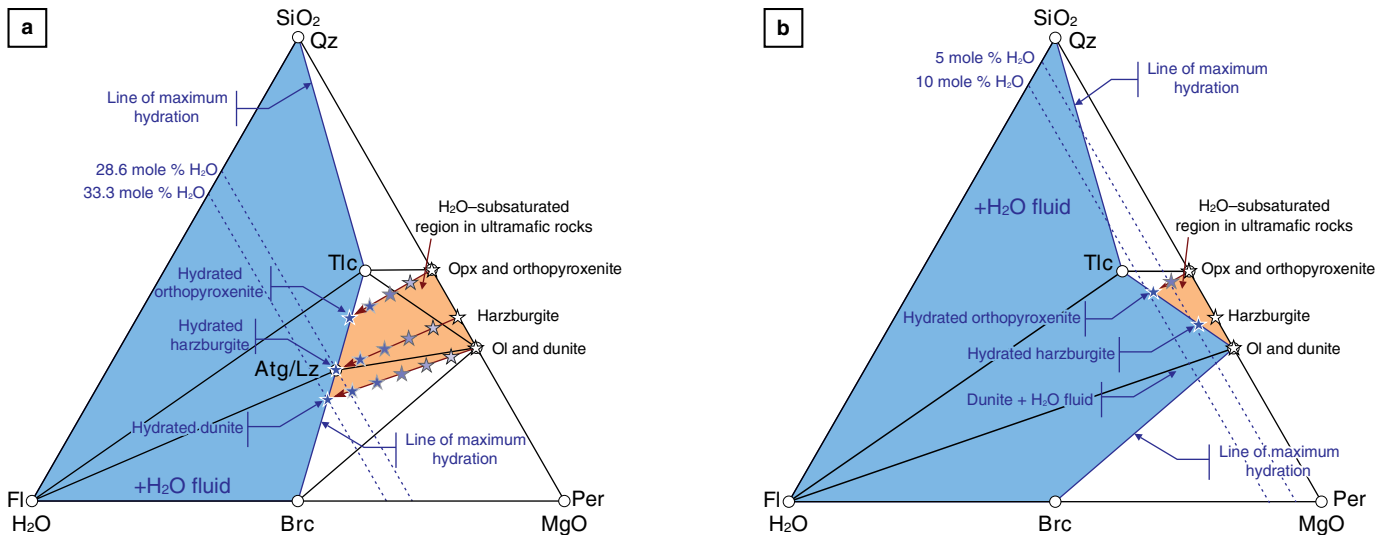 a
SiO₂
Qz
Line of maximum
hydration
28.6 mole % H₂O
33.3 mole % H₂O
H₂O–subsaturated
region in ultramafic rocks
Tlc
Opx and orthopyroxenite
Hydrated
orthopyroxenite
Harzburgite
Hydrated
harzburgite
Ol and dunite
Atg/Lz
Hydrated dunite
Line of maximum
hydration
+H₂O fluid
Fl
H₂O
Brc
Per
MgO
b
SiO₂
Qz
5 mole % H₂O
10 mole % H₂O
Line of maximum
hydration
+H₂O fluid
H₂O–subsaturated
region in ultramafic rocks
Tlc
Opx and orthopyroxenite
Hydrated orthopyroxenite
Harzburgite
Hydrated harzburgite
Ol and dunite
Dunite + H₂O fluid
Line of maximum
hydration
Fl
H₂O
Brc
Per
MgO